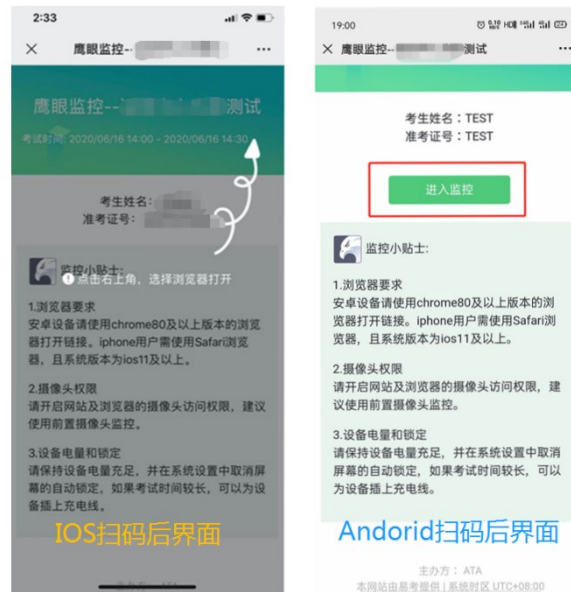 2:33
鹰眼监控--
鹰眼监控-- 测试
考试时间: 2020/06/16 14:00 - 2020/06/16 14:30
考生姓名:
准考证号:
监控小贴士:
点击右上角，选择浏览器打开
1.浏览器要求
安卓设备请使用chrome80及以上版本的浏览
器打开链接。iphone用户需使用Safari浏览
器，且系统版本为ios11及以上。
2.摄像头权限
请开启网站及浏览器的摄像头访问权限，建议
使用前置摄像头监控。
3.设备电量和锁定
请保持设备电量充足，并在系统设置中取消屏
幕的自动锁定，如果考试时间较长，可以为设
备插上充电线。
IOS扫码后界面
19:00
鹰眼监控-- 测试
考生姓名：TEST
准考证号：TEST
进入监控
监控小贴士:
1.浏览器要求
安卓设备请使用chrome80及以上版本的浏
览器打开链接。iphone用户需使用Safari浏
览器，且系统版本为ios11及以上。
2.摄像头权限
请开启网站及浏览器的摄像头访问权限，建
议使用前置摄像头监控。
3.设备电量和锁定
请保持设备电量充足，并在系统设置中取消
屏幕的自动锁定，如果考试时间较长，可以
为设备插上充电线。
Andorid扫码后界面
主办方： ATA
本网站由易考提供 | 系统时区 UTC+08:00